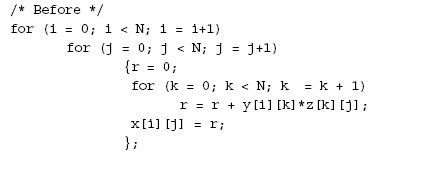 /* Before */
for (i = 0; i < N; i = i+1)
for (j = 0; j < N; j = j+1)
{r = 0;
for (k = 0; k < N; k  = k + 1)
r = r + y[i][k]*z[k][j];
x[i][j] = r;
};